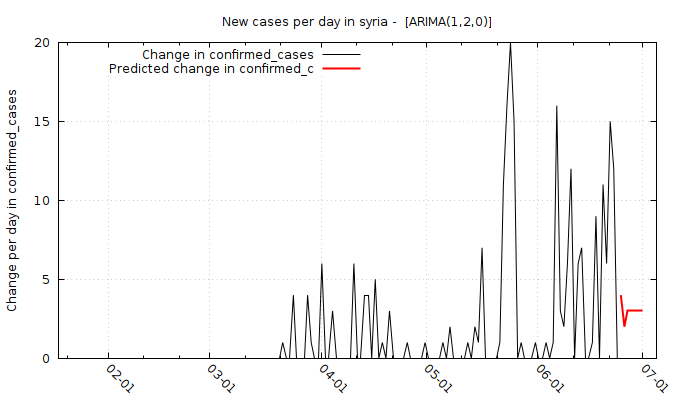 New cases per day in syria -  [ARIMA(1,2,0)]
Change in confirmed_cases
Predicted change in confirmed_c
Change per day in confirmed_cases
20
15
10
5
0
02-01
03-01
04-01
05-01
06-01
07-01